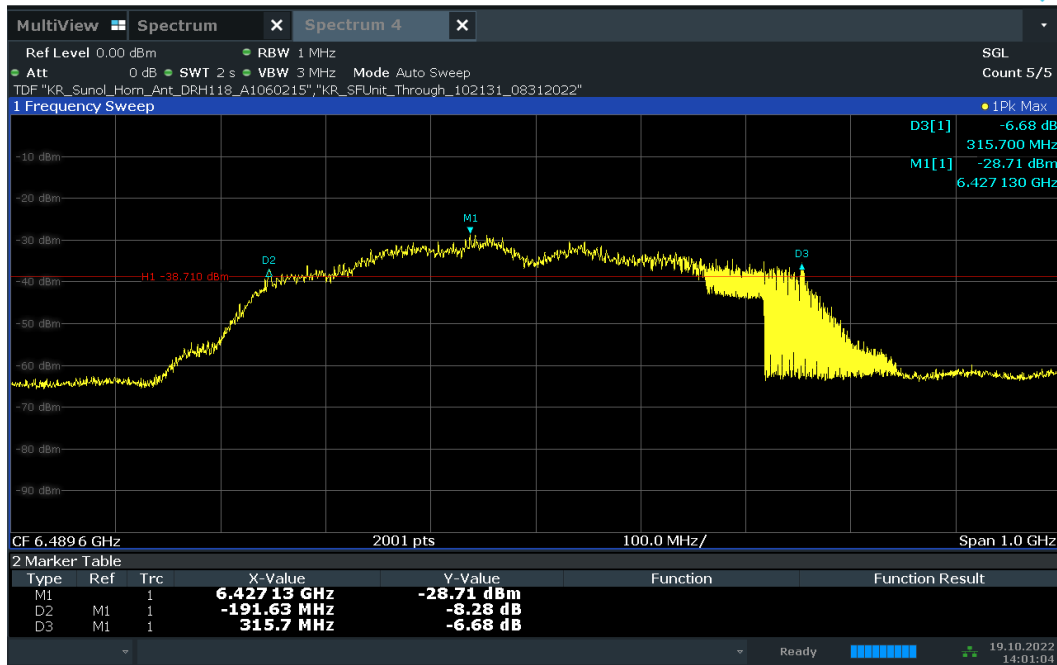 MultiView Spectrum X Spectrum 4 X
Ref Level 0.00 dBm RBW 1 MHz SGL
Att 0 dB SWT 2 s VBW 3 MHz Mode Auto Sweep Count 5/5
TDF "KR_Sunol_Horn_Ant_DRH118_A1060215","KR_SFUnit_Through_102131_08312022"
1 Frequency Sweep 1Pk Max
D3[1] -6.68 dB
315.700 MHz
M1[1] -28.71 dBm
6.427 130 GHz
-10 dBm
-20 dBm
M1
-30 dBm
D2
D3
H1 -38.710 dBm
-40 dBm
-50 dBm
-60 dBm
-70 dBm
-80 dBm
-90 dBm
CF 6.489 6 GHz 2001 pts 100.0 MHz/ Span 1.0 GHz
2 Marker Table
Type Ref Trc X-Value Y-Value Function Function Result
M1 1 6.427 13 GHz -28.71 dBm
D2 M1 1 -191.63 MHz -8.28 dB
D3 M1 1 315.7 MHz -6.68 dB
Ready 19.10.2022
14:01:04